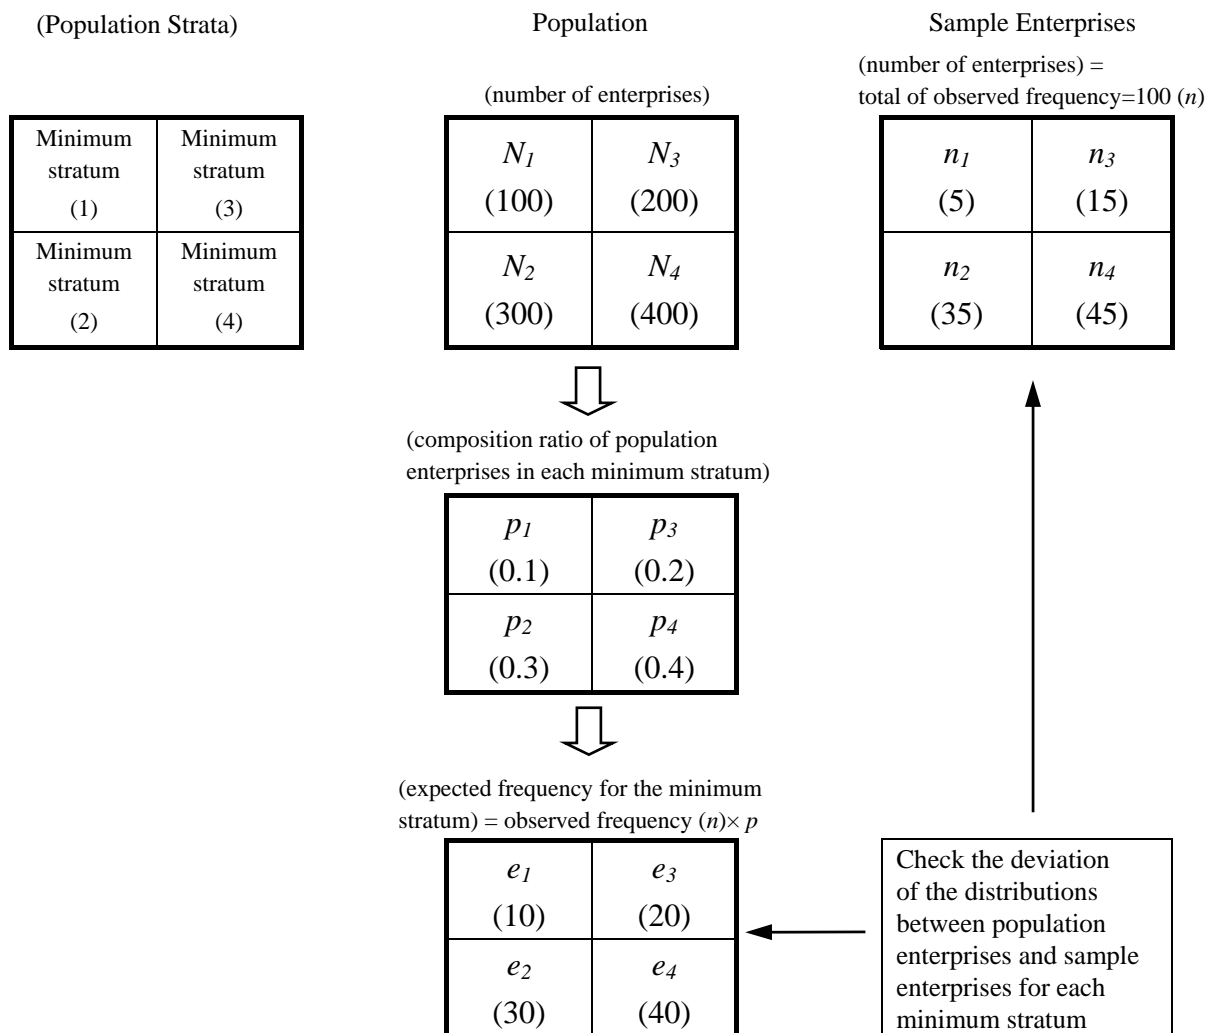 (Population Strata)
Population
Sample Enterprises
(number of enterprises)
(number of enterprises) =
total of observed frequency=100 (n)
Minimum
stratum
(1)
Minimum
stratum
(3)
Minimum
stratum
(2)
Minimum
stratum
(4)
N1
(100)
N3
(200)
N2
(300)
N4
(400)
n1
(5)
n3
(15)
n2
(35)
n4
(45)
(composition ratio of population
enterprises in each minimum stratum)
p1
(0.1)
p3
(0.2)
p2
(0.3)
p4
(0.4)
(expected frequency for the minimum
stratum) = observed frequency (n)× p
e1
(10)
e3
(20)
e2
(30)
e4
(40)
Check the deviation
of the distributions
between population
enterprises and sample
enterprises for each
minimum stratum